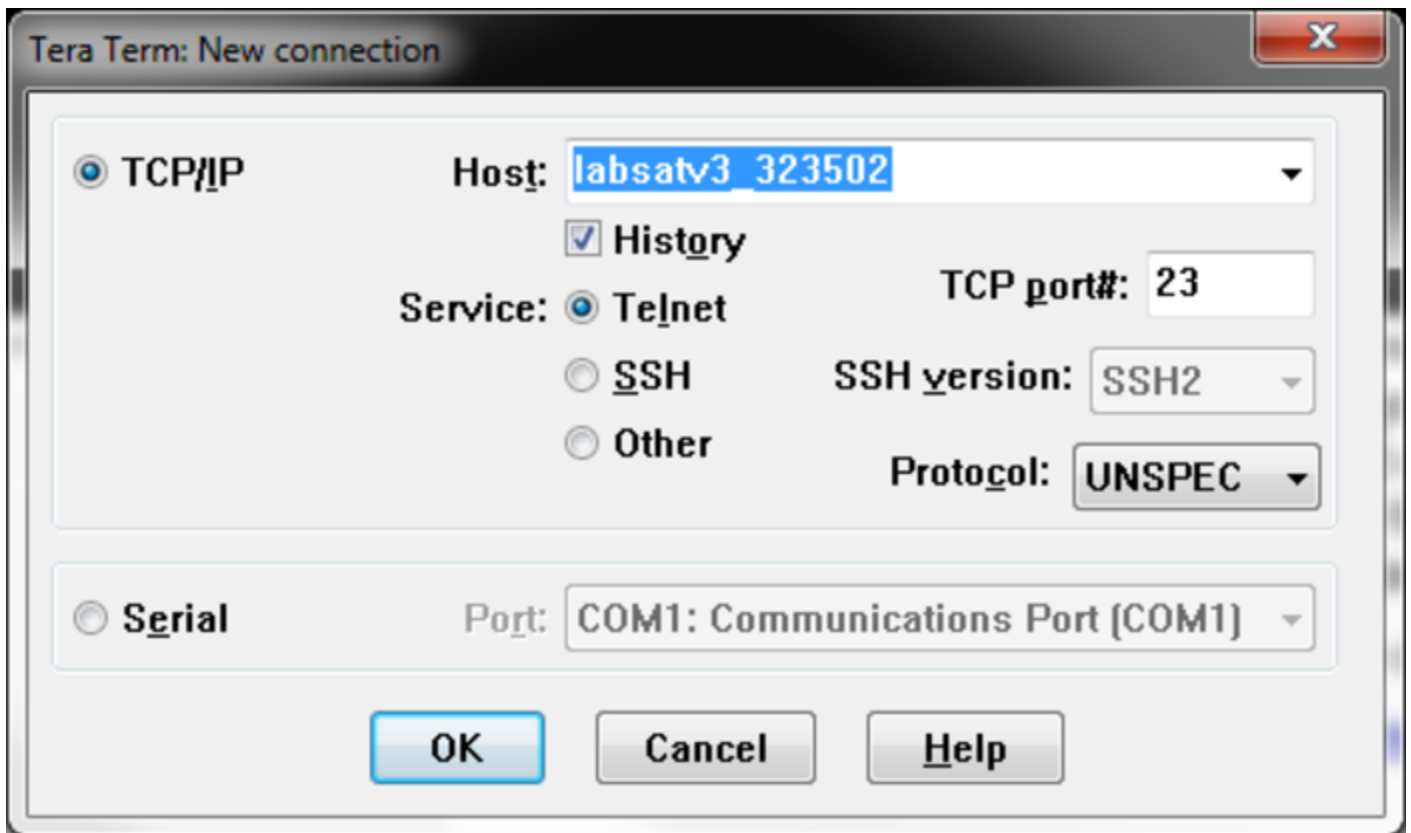 Tera Term: New connection
TCP/IP Host: labsatv3_323502
History
TCP port#: 23
Service: Telnet
SSH SSH version: SSH2
Other
Protocol: UNSPEC
Serial Port: COM1: Communications Port (COM1)
OK Cancel Help